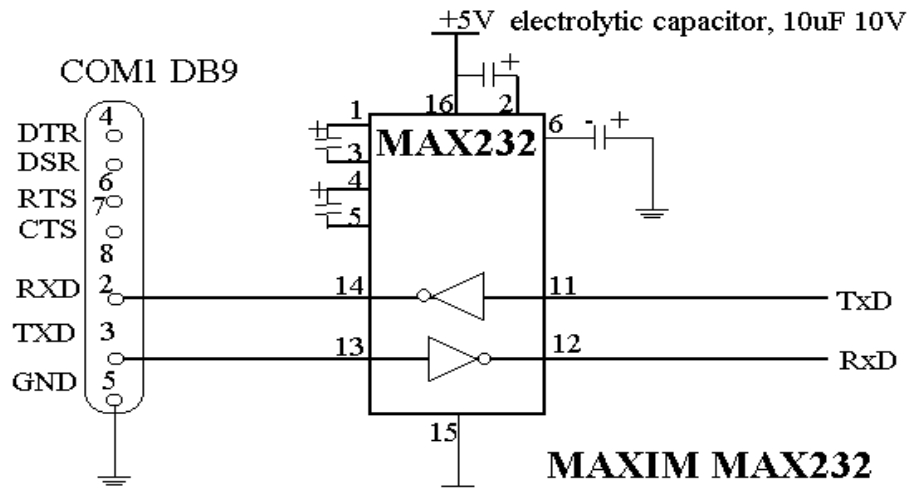 +5V electrolytic capacitor, 10uF 10V
COM1 DB9
16 + 2
1
+
3
MAX232
6 - +
4
+
5
DTR 4
DSR
6
RTS 7
CTS
8
RXD 2
14 11 TxD
TXD 3
13 12 RxD
GND 5
15
MAXIM MAX232